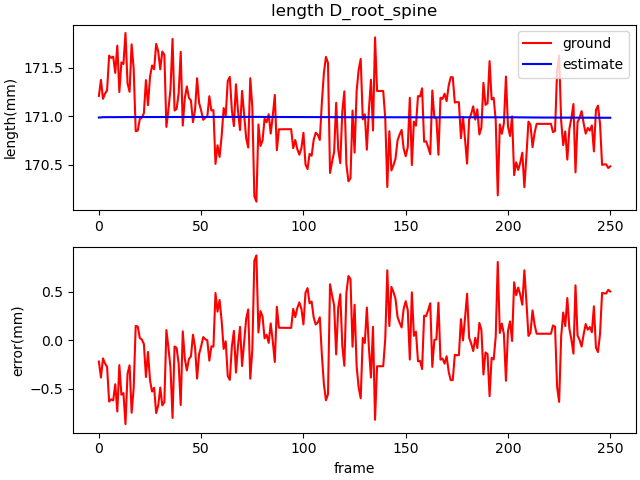 length D_root_spine
length(mm)
171.5
171.0
170.5
ground
estimate
0 50 100 150 200 250
error(mm)
0.5
0.0
−0.5
0 50 100 150 200 250
frame